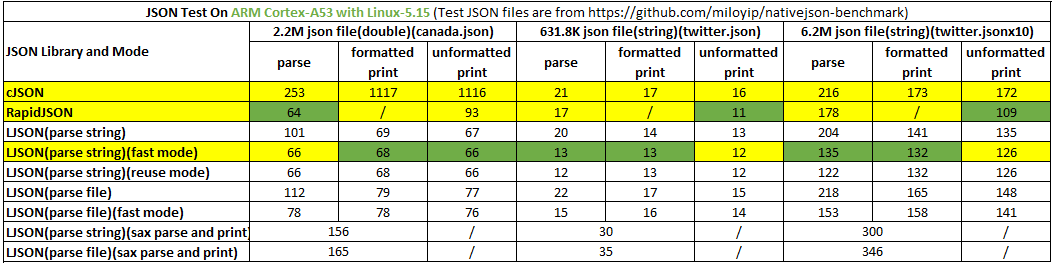 JSON Test On ARM Cortex-A53 with Linux-5.15 (Test JSON files are from https://github.com/miloyip/nativejson-benchmark)
JSON Library and Mode 2.2M json file(double)(canada.json) 631.8K json file(string)(twitter.json) 6.2M json file(string)(twitter.jsonx10)
parse formatted print unformatted print parse formatted print unformatted print parse formatted print unformatted print
cJSON 253 1117 1116 21 17 16 216 173 172
RapidJSON 64 / 93 17 / 11 178 / 109
LJSON(parse string) 101 69 67 20 14 13 204 141 135
LJSON(parse string)(fast mode) 66 68 66 13 13 12 135 132 126
LJSON(parse string)(reuse mode) 66 68 66 12 13 12 122 132 126
LJSON(parse file) 112 79 77 22 17 15 218 165 148
LJSON(parse file)(fast mode) 78 78 76 15 16 14 153 158 141
LJSON(parse string)(sax parse and print) 156 / 30 / 300 /
LJSON(parse file)(sax parse and print) 165 / 35 / 346 /